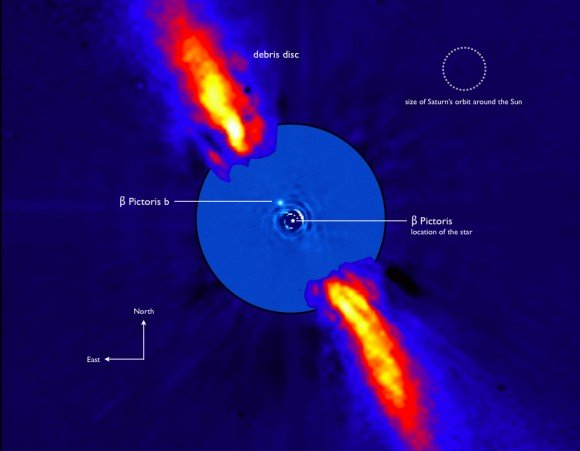 debris disc
size of Saturn's orbit around the Sun
β Pictoris b
β Pictoris
location of the star
North
East